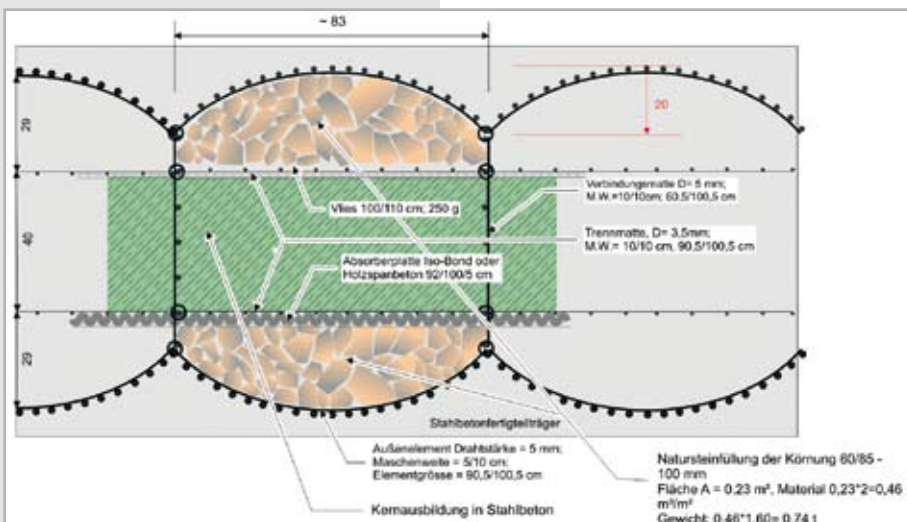 ~ 83
20
29
40
29
Vlies 100/110 cm; 250 g
Verbindungsmatte D= 5 mm;
M.W.=10/10cm; 60,5/100,5 cm
Trennmatte, D= 3,5mm;
M.W.= 10/10 cm, 90,5/100,5 cm
Absorberplatte Iso-Bond oder
Holzspanbeton 92/100/5 cm
Stahlbetonfertigteilträger
Außenelement Drahtstärke = 5 mm;
Maschenweite = 5/10 cm;
Elementgrösse = 90,5/100,5 cm
Kernausbildung in Stahlbeton
Natursteinfüllung der Körnung 60/85 -
100 mm
Fläche A = 0.23 m², Material 0,23*2=0,46
m³/m²
Gewicht: 0,46*1,60= 0,74 t